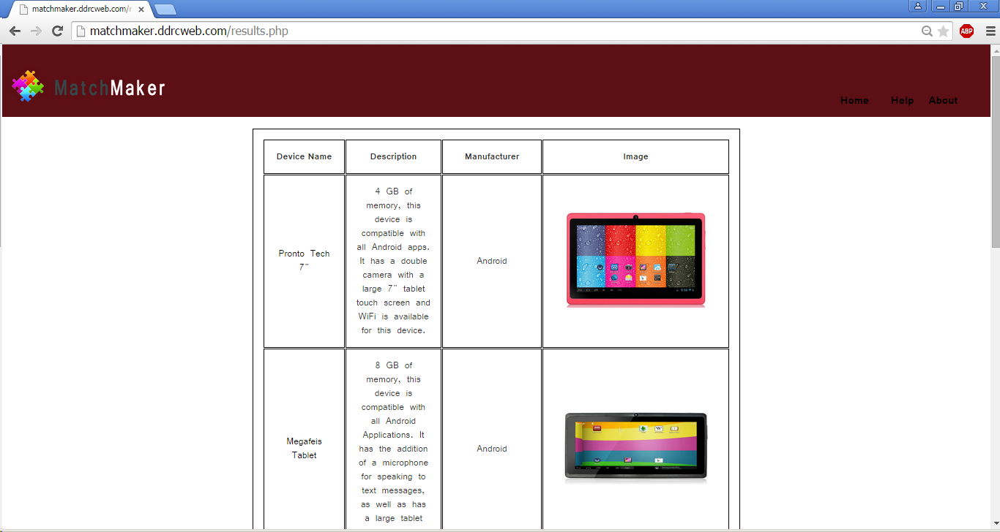 matchmaker.ddrcweb.com/r
matchmaker.ddrcweb.com/results.php
ABP
MatchMaker
Home Help About
Device Name Description Manufacturer Image
Pronto Tech
7"
4 GB of
memory, this
device is
compatible with
all Android apps.
It has a double
camera with a
large 7" tablet
touch screen and
WiFi is available
for this device.
Android
Megafeis
Tablet
8 GB of
memory, this
device is
compatible with
all Android
Applications. It
has the addition
of a microphone
for speaking to
text messages,
as well as has
a large tablet
Android